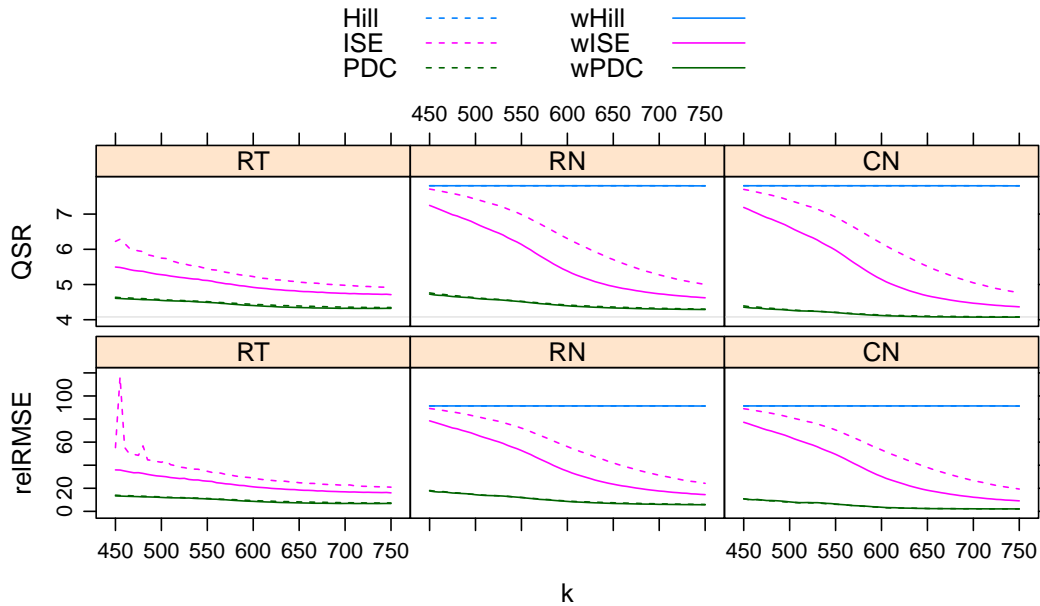 Hill wHill
ISE wISE
PDC wPDC
450 500 550 600 650 700 750
RT RN CN
QSR
7
6
5
4
RT RN CN
relRMSE
100
60
20
0
450 500 550 600 650 700 750 450 500 550 600 650 700 750
k